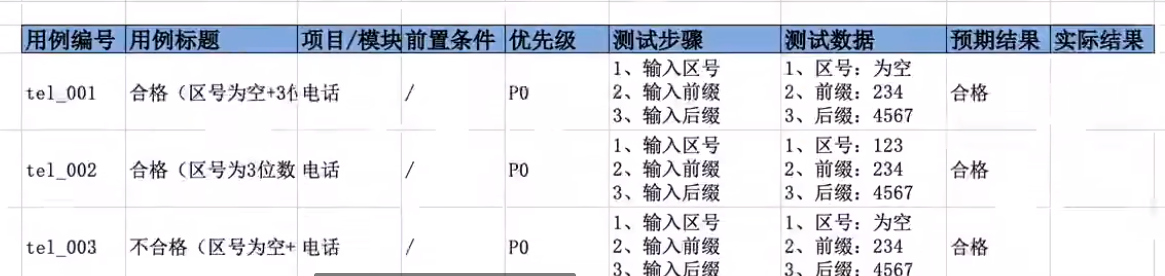 用例编号 用例标题 项目/模块 前置条件 优先级 测试步骤 测试数据 预期结果 实际结果
tel_001 合格（区号为空+3位 电话 / P0 1、输入区号 1、区号：为空 合格
2、输入前缀 2、前缀：234
3、输入后缀 3、后缀：4567
tel_002 合格（区号为3位数 电话 / P0 1、输入区号 1、区号：123 合格
2、输入前缀 2、前缀：234
3、输入后缀 3、后缀：4567
tel_003 不合格（区号为空+ 电话 / P0 1、输入区号 1、区号：为空 合格
2、输入前缀 2、前缀：234
3、输入后缀 3、后缀：4567